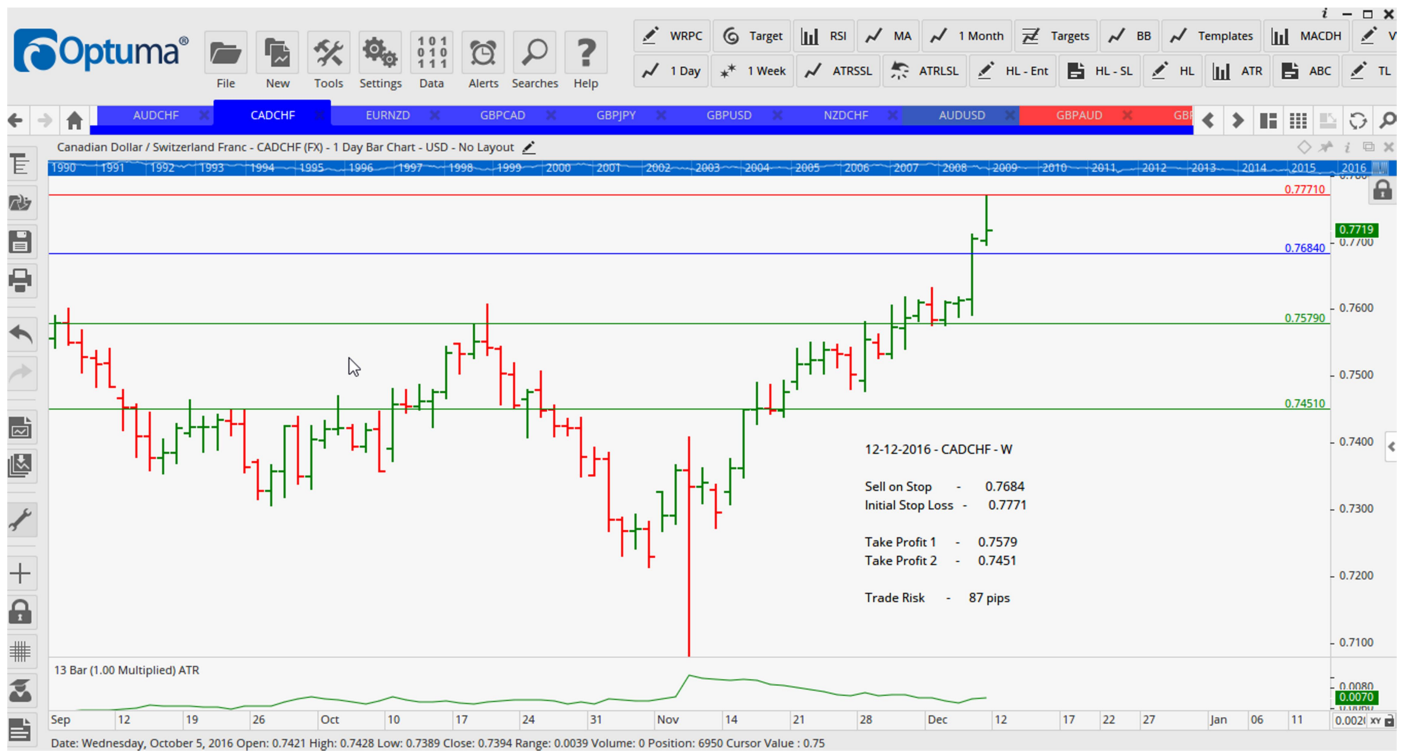 Optuma®
File New Tools Settings Data Alerts Searches Help
WRPC Target RSI MA 1 Month Targets BB Templates MACDH
1 Day 1 Week ATRSSL ATRLSL HL - Ent HL - SL HL ATR ABC TL
AUDCHF CADCHF EURNZD GBPCAD GBPJPY GBPUSD NZDCHF AUDUSD GBPAUD
Canadian Dollar / Switzerland Franc - CADCHF (FX) - 1 Day Bar Chart - USD - No Layout
1990 1991 1992 1993 1994 1995 1996 1997 1998 1999 2000 2001 2002 2003 2004 2005 2006 2007 2008 2009 2010 2011 2012 2013 2014 2015 2016
0.77710
0.7719
0.7700
0.76840
0.7600
0.75790
0.7500
0.74510
0.7400
12-12-2016 - CADCHF - W
Sell on Stop - 0.7684
Initial Stop Loss - 0.7771
0.7300
Take Profit 1 - 0.7579
Take Profit 2 - 0.7451
0.7200
Trade Risk - 87 pips
0.7100
13 Bar (1.00 Multiplied) ATR
0.0080
0.0070
Sep 12 19 26 Oct 10 17 24 31 Nov 14 21 28 Dec 12 17 22 27 Jan 06 11 XY
Date: Wednesday, October 5, 2016 Open: 0.7421 High: 0.7428 Low: 0.7389 Close: 0.7394 Range: 0.0039 Volume: 0 Position: 6950 Cursor Value : 0.75